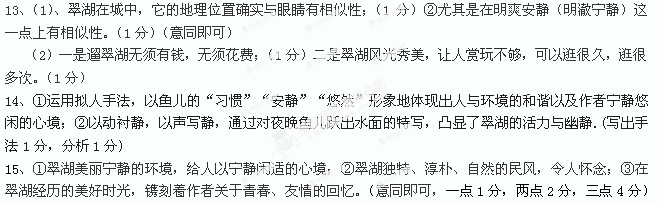 13、（1）、翠湖在城中，它的地理位置确实与眼睛有相似性；（1分）②尤其是在明爽安静（明澈宁静）这
一点上有相似性。（1分）（意同即可）
（2）一是遛翠湖无须有钱，无须花费；（1分）二是翠湖风光秀美，让人赏玩不够，可以逛很久，逛很
多次。（1分）
14、①运用拟人手法，以鱼儿的“习惯”“安静”“悠然”形象地体现出人与环境的和谐以及作者宁静悠
闲的心境；②以动衬静，以声写静，通过对夜晚鱼儿跃出水面的特写，凸显了翠湖的活力与幽静.(写出手
法1分，分析1分)
15、①翠湖美丽宁静的环境，给人以宁静闲适的心境；②翠湖独特、淳朴、自然的民风，令人怀念；③在
翠湖经历的美好时光，镌刻着作者关于青春、友情的回忆。（意同即可，一点1分，两点2分，三点4分）